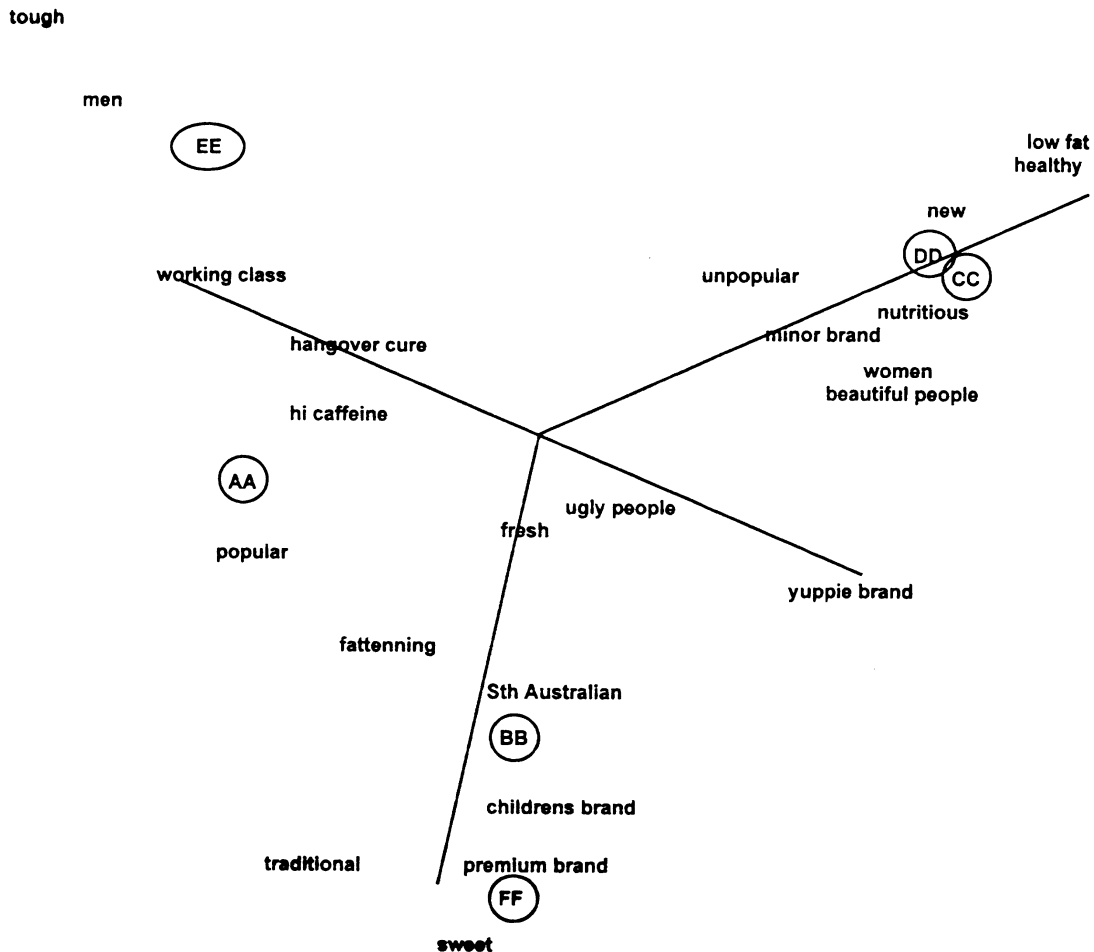 tough
men
EE
low fat
healthy
new
DD
CC
working class
unpopular
nutritious
minor brand
hangover cure
women
beautiful people
hi caffeine
AA
ugly people
fresh
popular
yuppie brand
fattenning
Sth Australian
BB
childrens brand
traditional
premium brand
FF
sweet